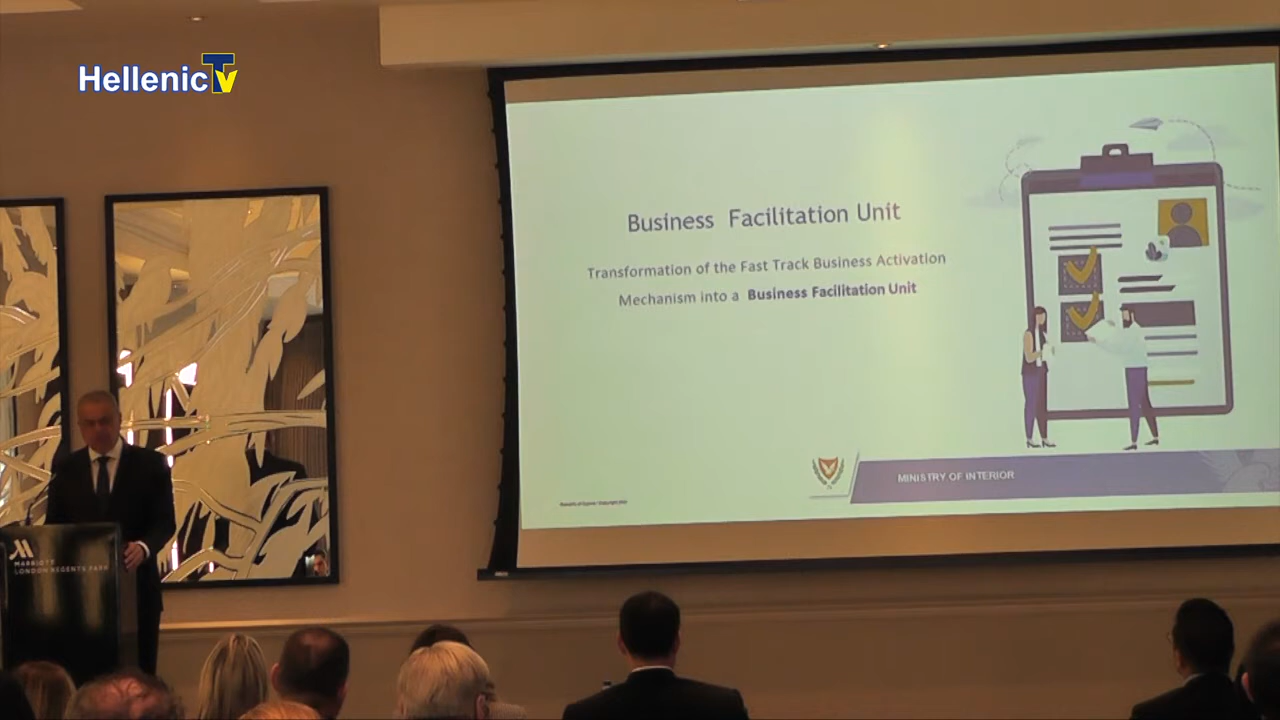 HellenicTv
Business Facilitation Unit
Transformation of the Fast Track Business Activation
Mechanism into a Business Facilitation Unit
MINISTRY OF INTERIOR
MARRIOTT
LONDON REGENTS PARK